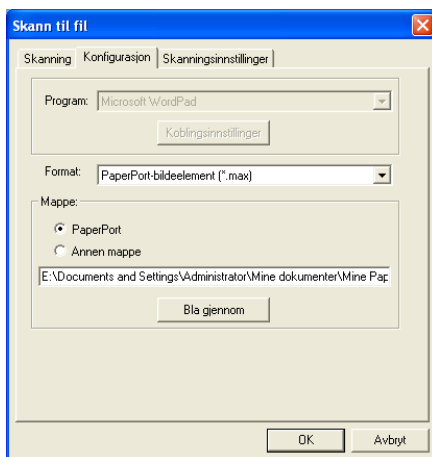 Skann til fil
Skanning Konfigurasjon Skanningsinnstillinger
Program: Microsoft WordPad
Koblingsinnstillinger
Format: PaperPort-bildeelement (*.max)
Mappe:
PaperPort
Annen mappe
E:\Documents and Settings\Administrator\Mine dokumenter\Mine Pap
Bla gjennom
OK Avbryt